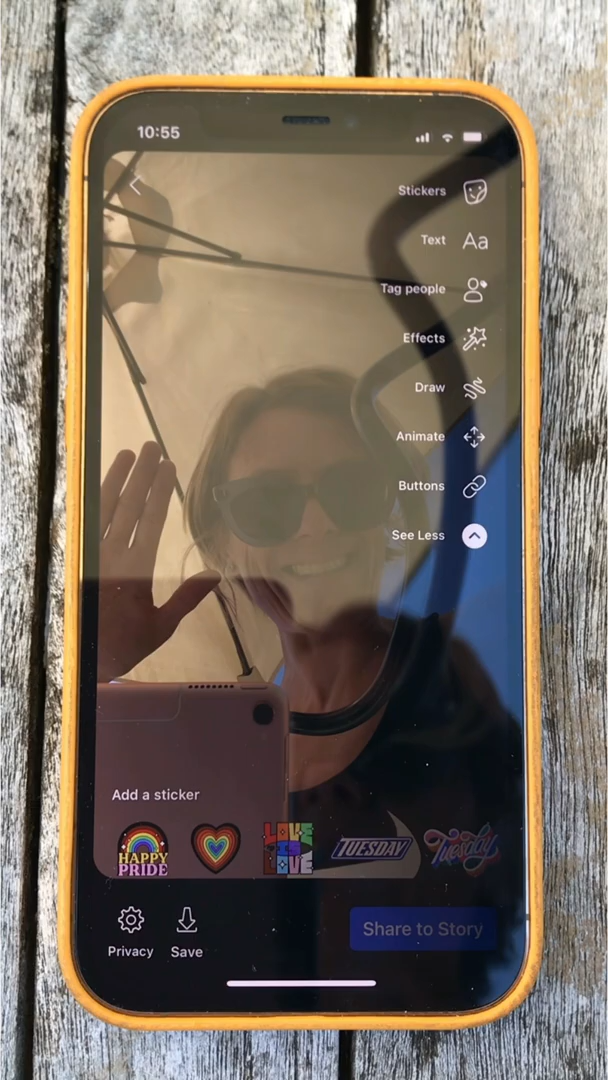 10:55
Stickers
Text Aa
Tag people
Effects
Draw
Animate
Buttons
See Less
Add a sticker
HAPPY
PRIDE
LOVE
IS
LOVE
TUESDAY
Tuesday
Share to Story
Privacy
Save